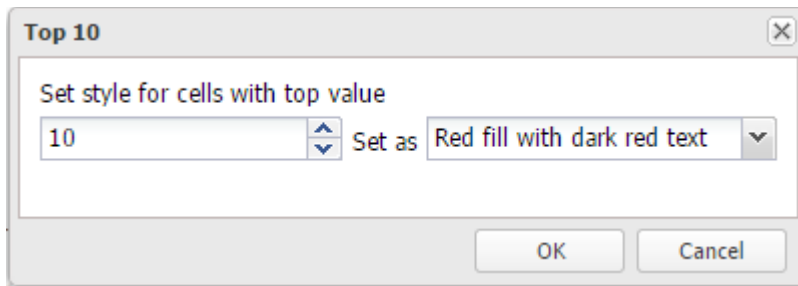 Top 10
Set style for cells with top value
10 Set as Red fill with dark red text
OK Cancel